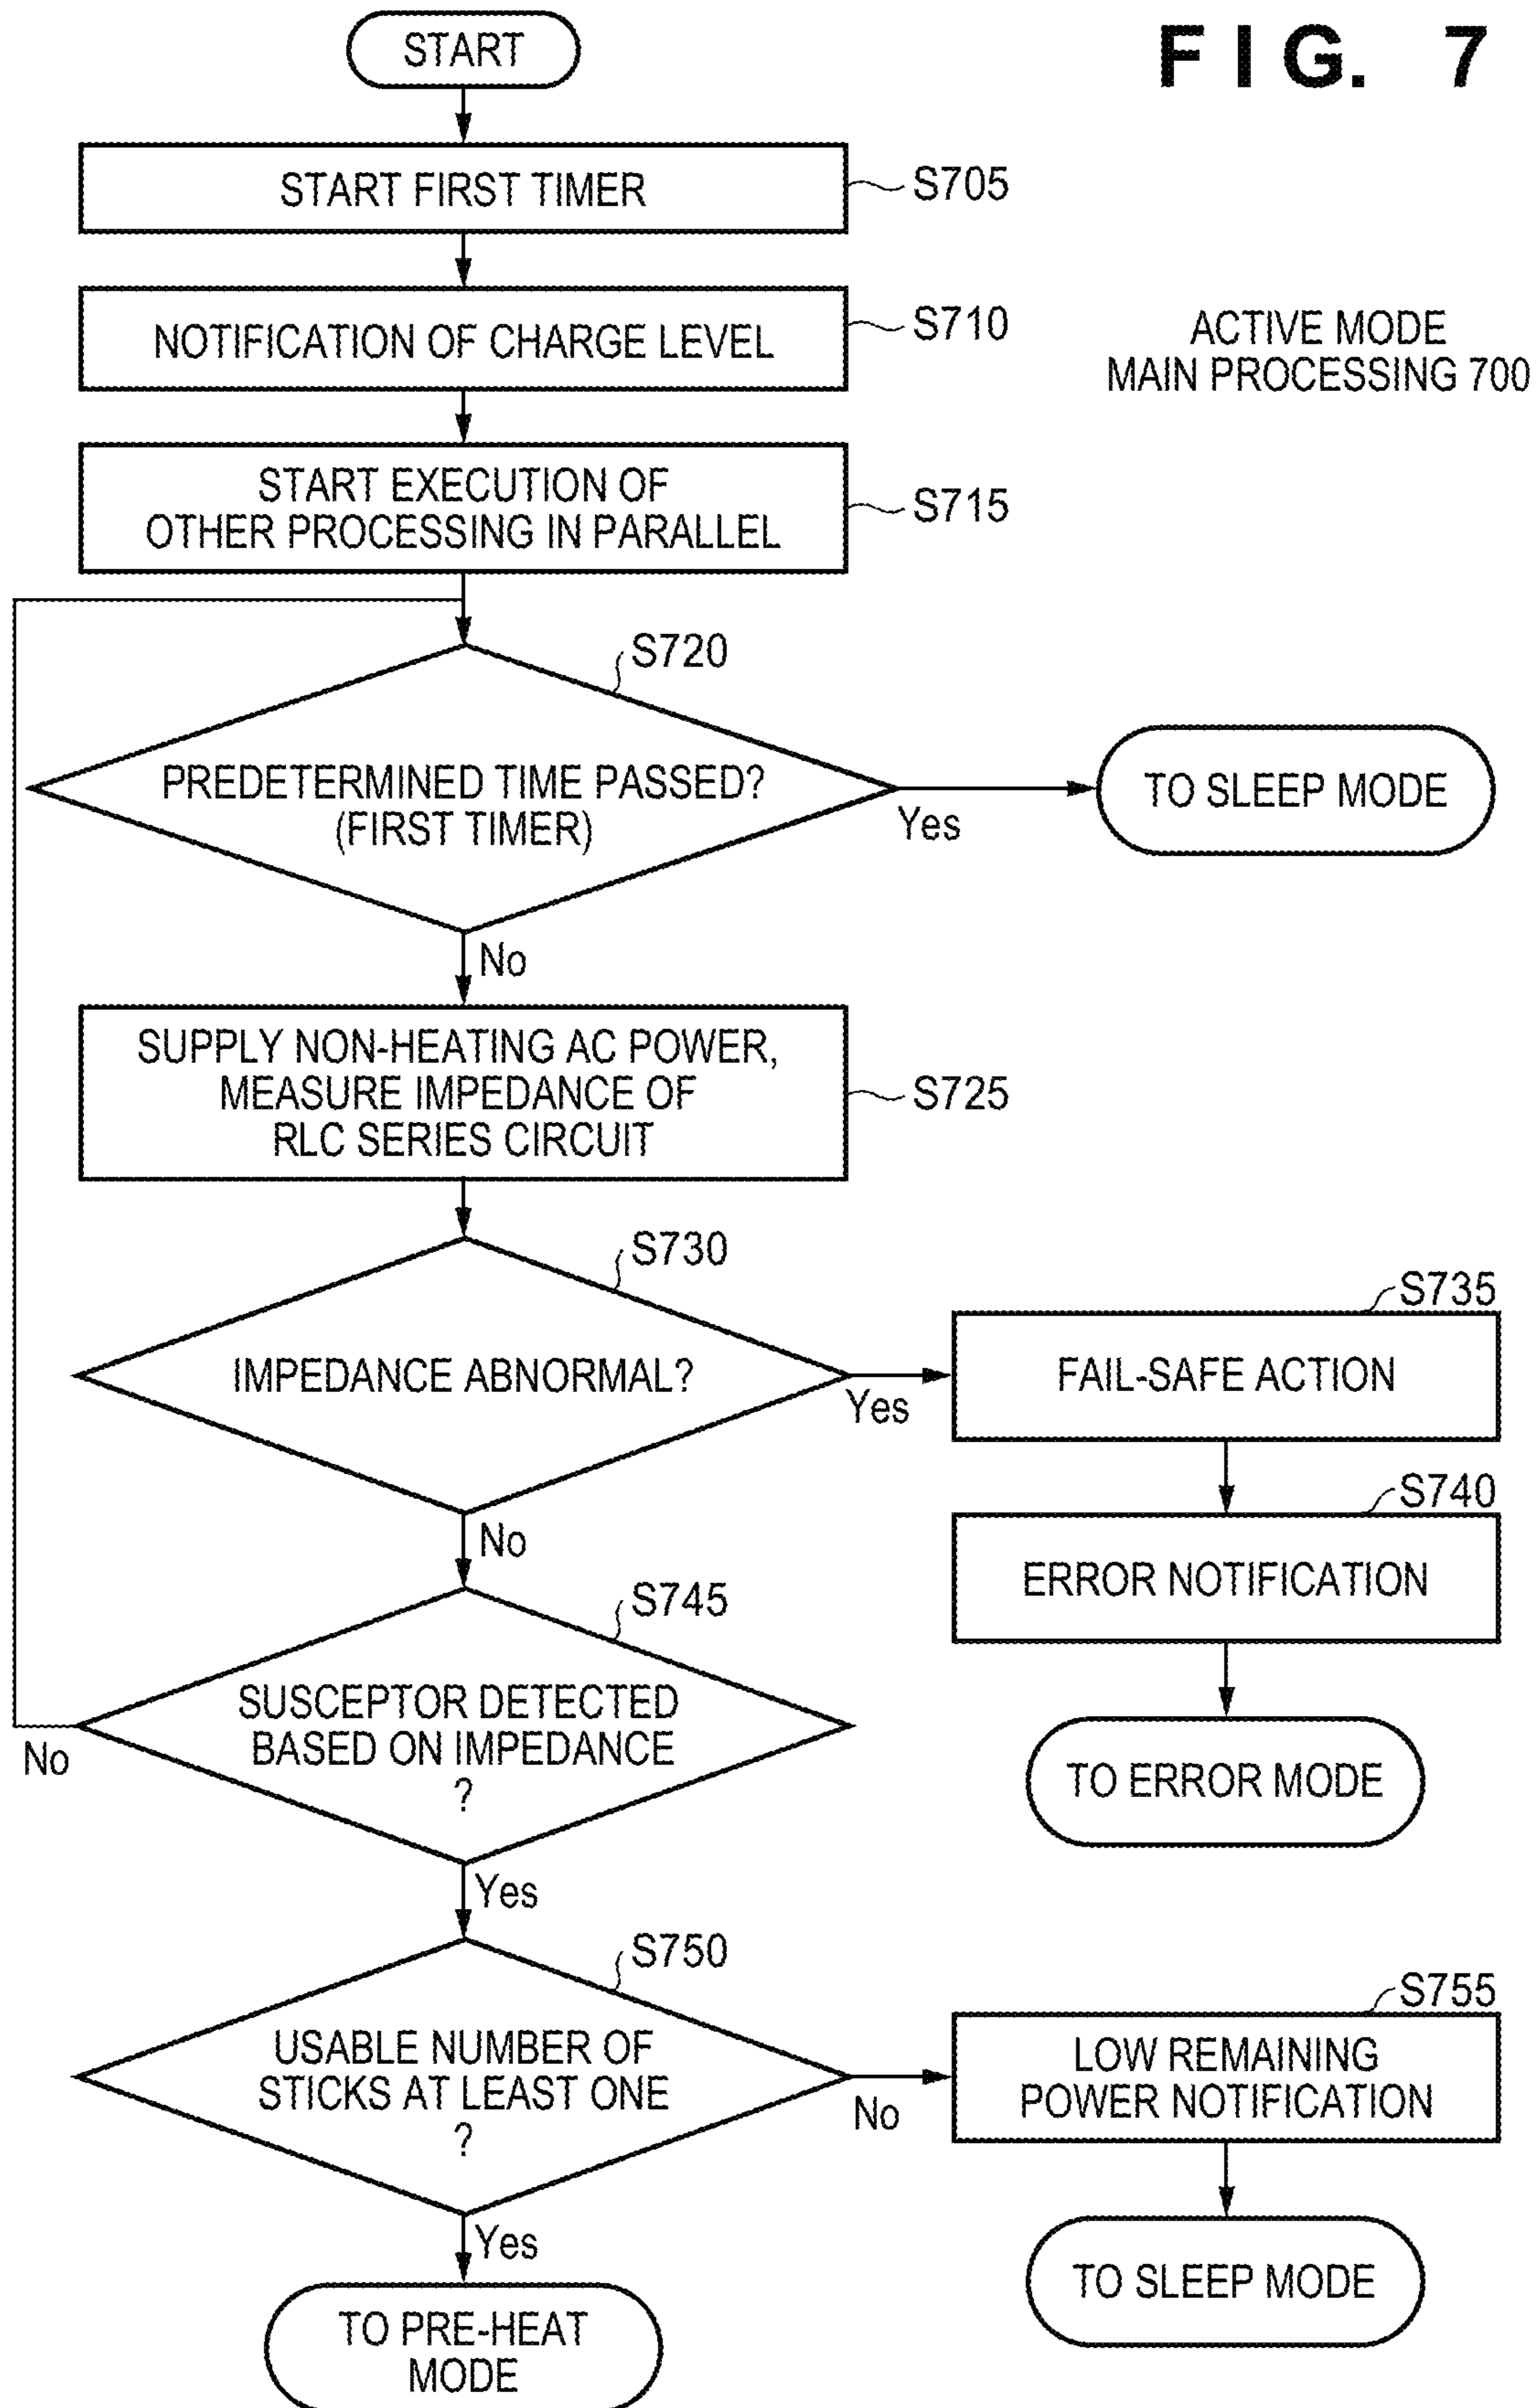 START
FIG. 7
START FIRST TIMER
S705
NOTIFICATION OF CHARGE LEVEL
S710
ACTIVE MODE
MAIN PROCESSING 700
START EXECUTION OF
OTHER PROCESSING IN PARALLEL
S715
S720
PREDETERMINED TIME PASSED?
(FIRST TIMER)
Yes
TO SLEEP MODE
No
SUPPLY NON-HEATING AC POWER,
MEASURE IMPEDANCE OF
RLC SERIES CIRCUIT
S725
S730
IMPEDANCE ABNORMAL?
Yes
S735
FAIL-SAFE ACTION
S740
ERROR NOTIFICATION
TO ERROR MODE
No
S745
SUSCEPTOR DETECTED
BASED ON IMPEDANCE
?
No
Yes
S750
USABLE NUMBER OF
STICKS AT LEAST ONE
?
No
S755
LOW REMAINING
POWER NOTIFICATION
TO SLEEP MODE
Yes
TO PRE-HEAT
MODE